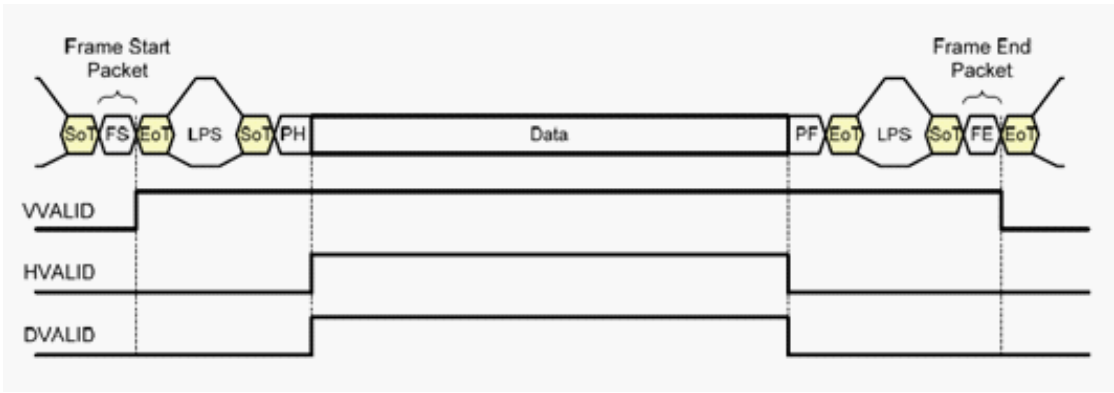 Frame Start
Packet
Frame End
Packet
SoT FS EoT LPS SoT PH Data PF EoT LPS SoT FE EoT
VVALID
HVALID
DVALID